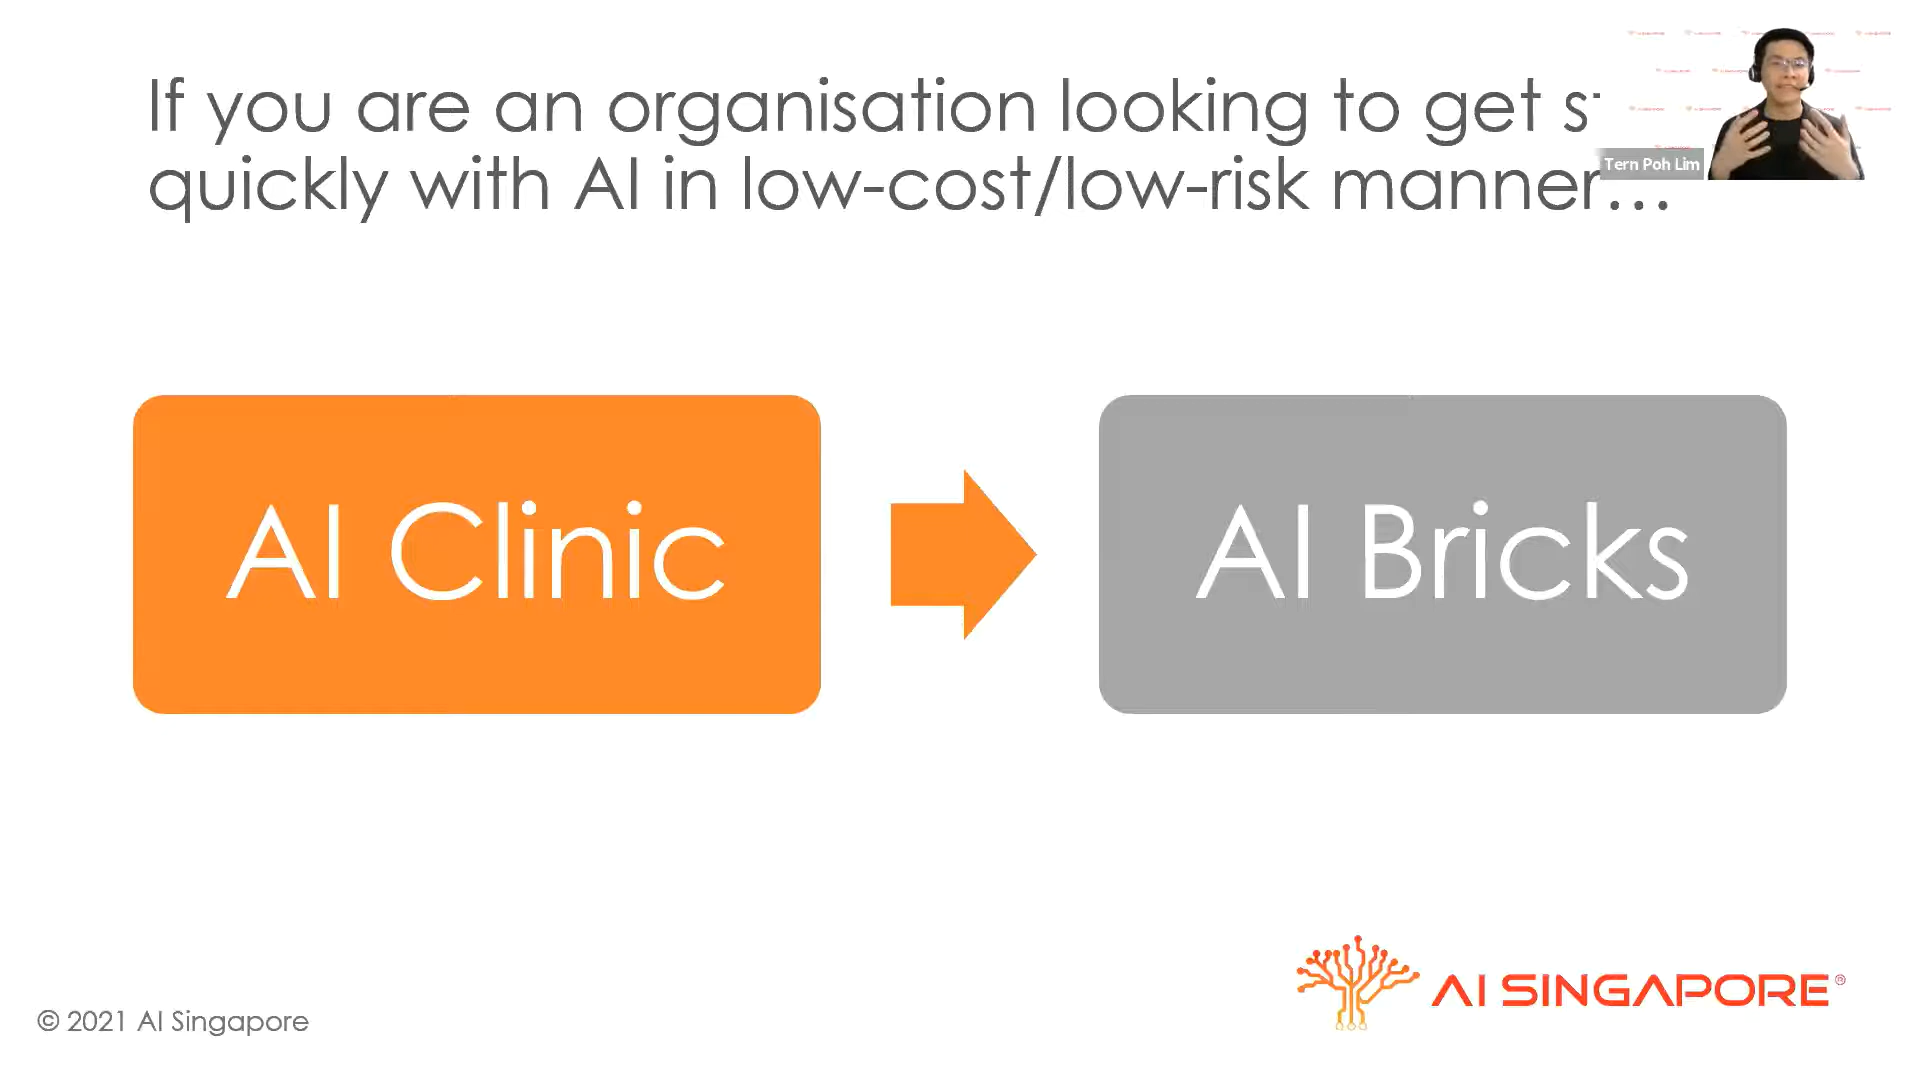 If you are an organisation looking to get
quickly with AI in low-cost/low-risk manner...
Tern Poh Lim
AI Clinic
AI Bricks
AI SINGAPORE®
© 2021 AI Singapore